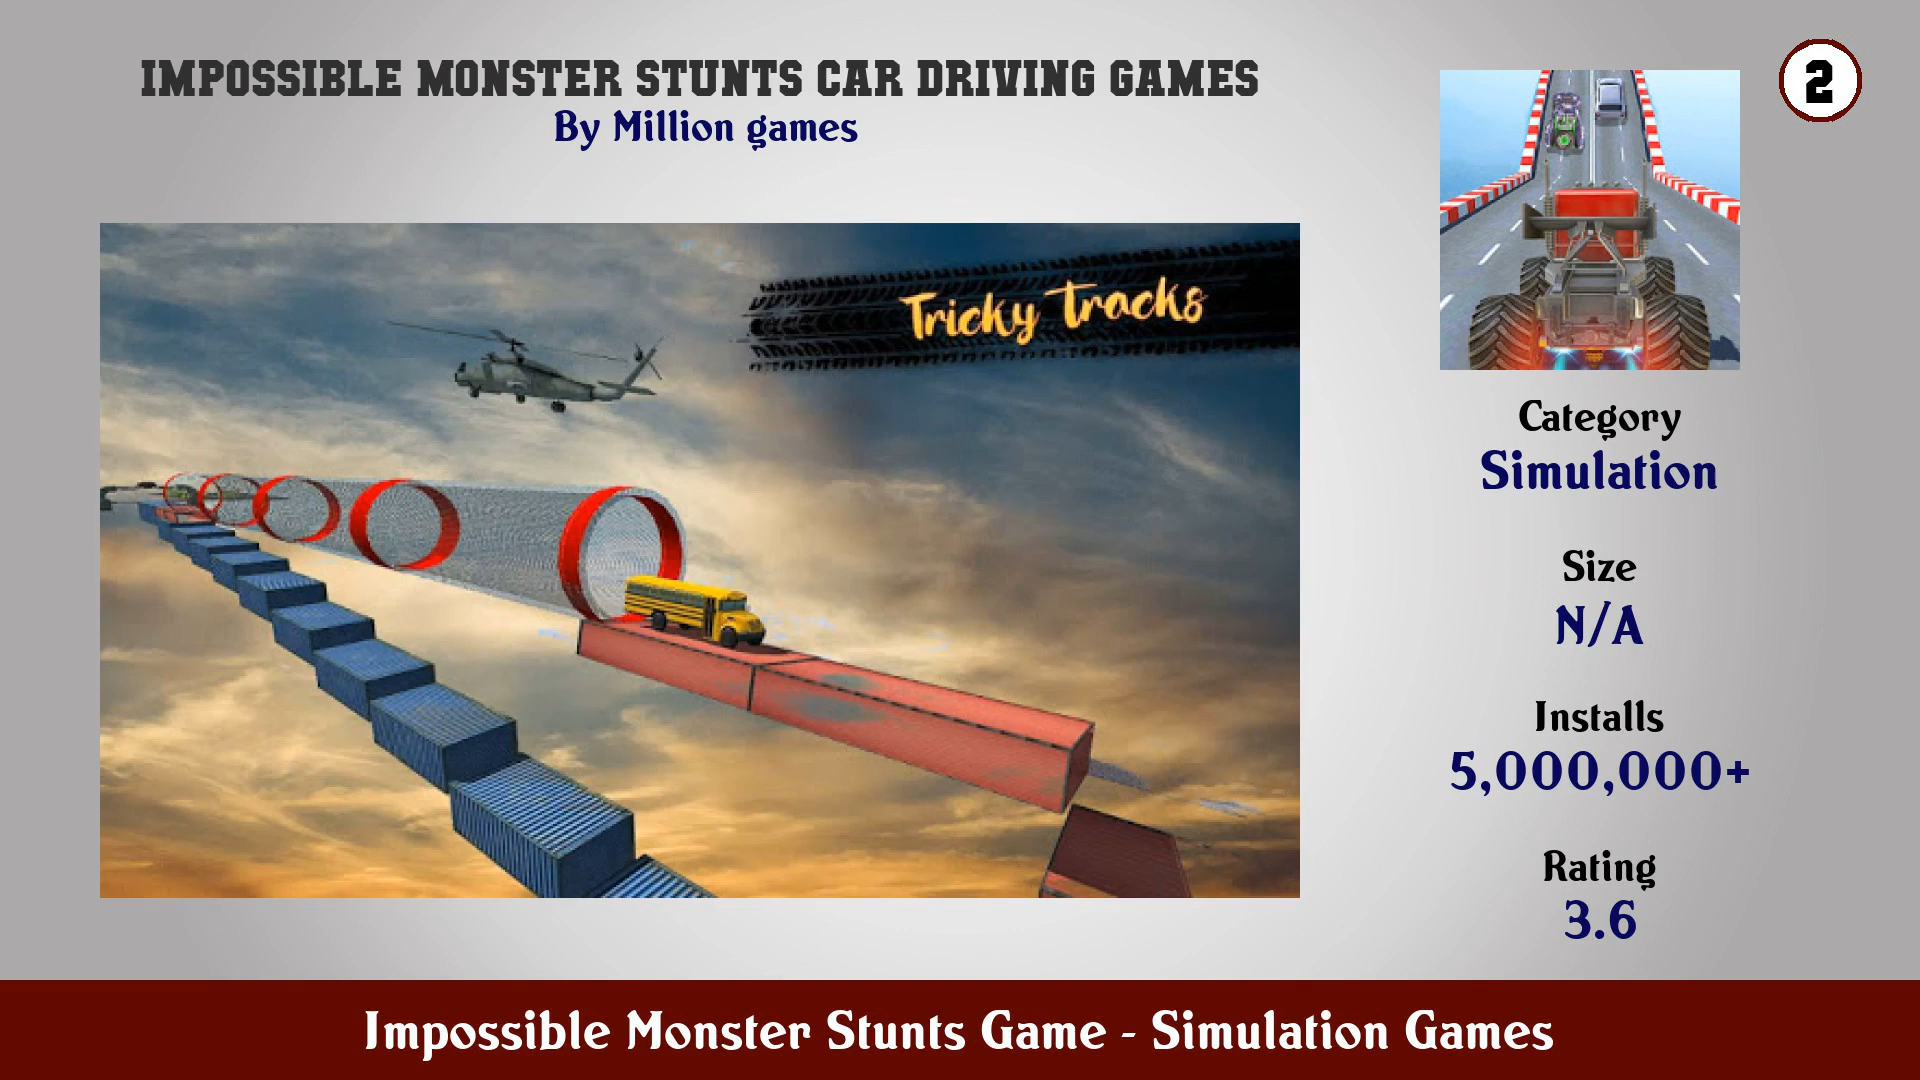 IMPOSSIBLE MONSTER STUNTS CAR DRIVING GAMES
By Million games
2
Tricky Tracks
Category
Simulation
Size
N/A
Installs
5,000,000+
Rating
3.6
Impossible Monster Stunts Game - Simulation Games